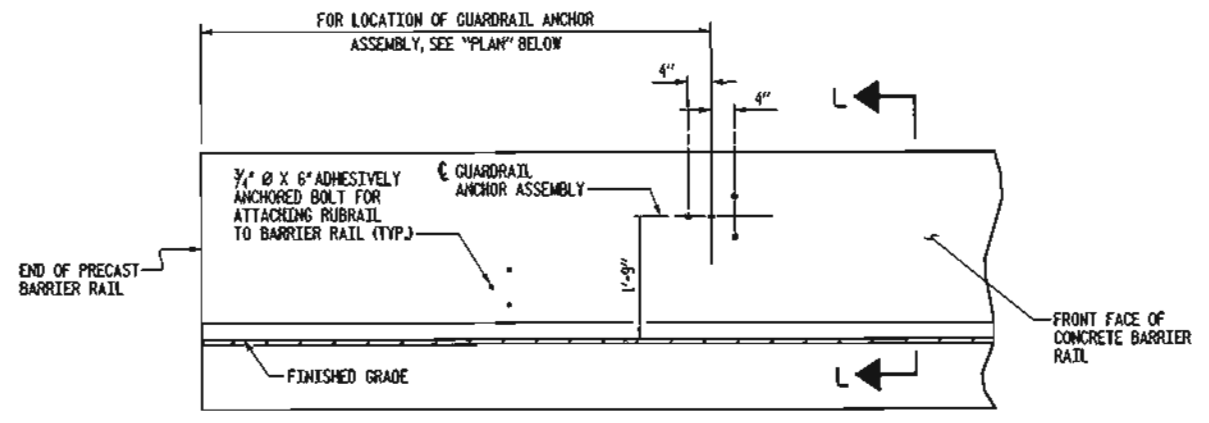 FOR LOCATION OF GUARDRAIL ANCHOR
ASSEMBLY, SEE "PLAN" BELOW
4"
4"
L
3/4" Ø X 6" ADHESIVELY
ANCHORED BOLT FOR
ATTACHING RUBRAIL
TO BARRIER RAIL (TYP.)
℄ GUARDRAIL
ANCHOR ASSEMBLY
1'-9"
END OF PRECAST
BARRIER RAIL
FRONT FACE OF
CONCRETE BARRIER
RAIL
FINISHED GRADE
L